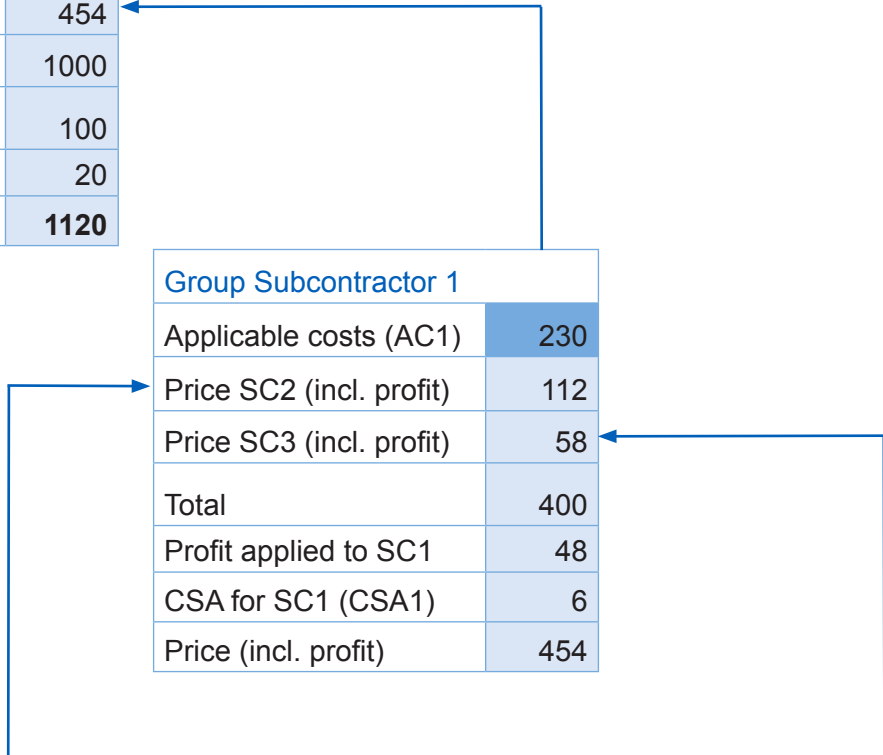 454
1000
100
20
1120
Group Subcontractor 1
Applicable costs (AC1) 230
Price SC2 (incl. profit) 112
Price SC3 (incl. profit) 58
Total 400
Profit applied to SC1 48
CSA for SC1 (CSA1) 6
Price (incl. profit) 454